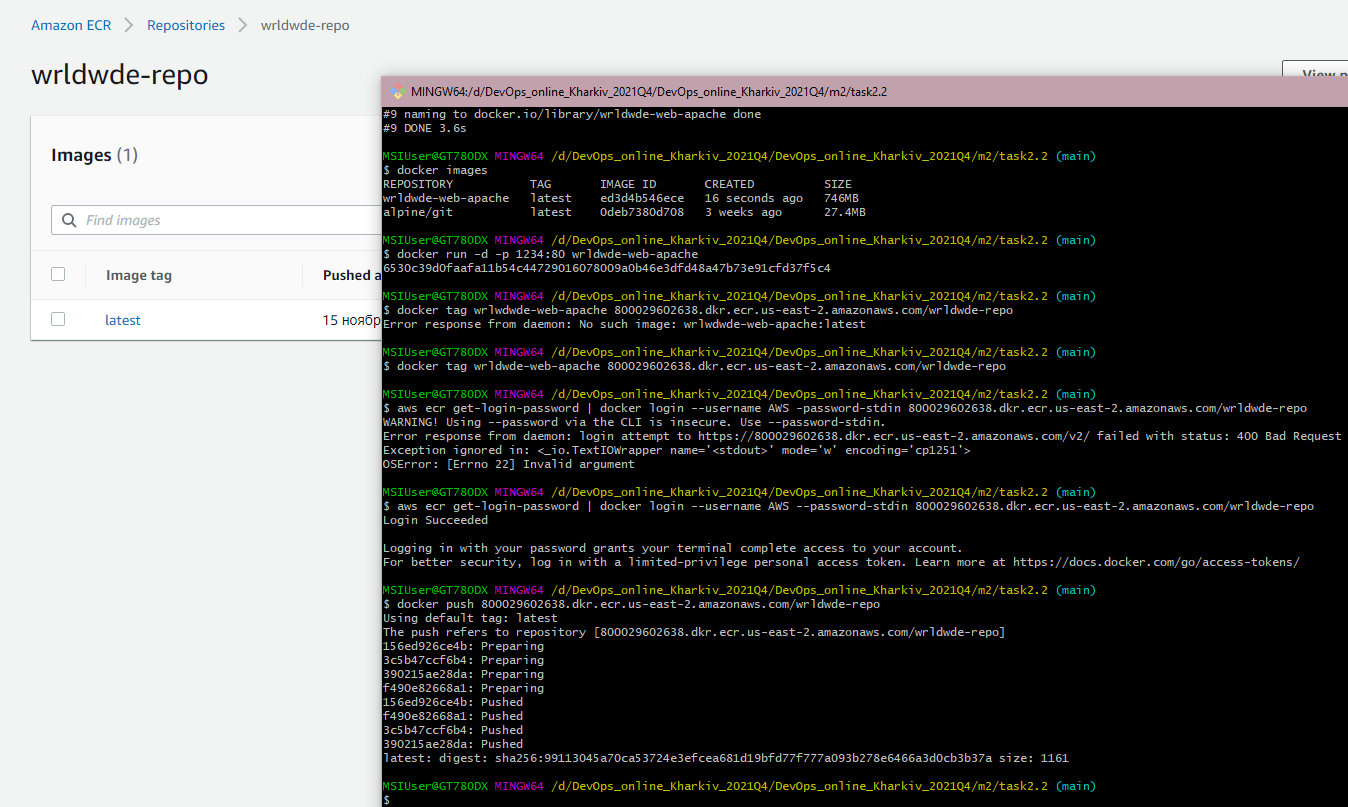 Amazon ECR > Repositories > wrldwde-repo
wrldwde-repo
Images (1)
Find images
Image tag Pushed a
latest 15 ноябр
View
MINGW64:/d/DevOps_online_Kharkiv_2021Q4/DevOps_online_Kharkiv_2021Q4/m2/task2.2
#9 naming to docker.io/library/wrldwde-web-apache done
#9 DONE 3.6s
MSIUser@GT780DX MINGW64 /d/DevOps_online_Kharkiv_2021Q4/DevOps_online_Kharkiv_2021Q4/m2/task2.2 (main)
$ docker images
REPOSITORY TAG IMAGE ID CREATED SIZE
wrldwde-web-apache latest ed3d4b546ece 16 seconds ago 746MB
alpine/git latest 0deb7380d708 3 weeks ago 27.4MB
MSIUser@GT780DX MINGW64 /d/DevOps_online_Kharkiv_2021Q4/DevOps_online_Kharkiv_2021Q4/m2/task2.2 (main)
$ docker run -d -p 1234:80 wrldwde-web-apache
6530c39d0faafa11b54c44729016078009a0b46e3dfd48a47b73e91cfd37f5c4
MSIUser@GT780DX MINGW64 /d/DevOps_online_Kharkiv_2021Q4/DevOps_online_Kharkiv_2021Q4/m2/task2.2 (main)
$ docker tag wrlwdwde-web-apache 800029602638.dkr.ecr.us-east-2.amazonaws.com/wrldwde-repo
Error response from daemon: No such image: wrlwdwde-web-apache:latest
MSIUser@GT780DX MINGW64 /d/DevOps_online_Kharkiv_2021Q4/DevOps_online_Kharkiv_2021Q4/m2/task2.2 (main)
$ docker tag wrldwde-web-apache 800029602638.dkr.ecr.us-east-2.amazonaws.com/wrldwde-repo
MSIUser@GT780DX MINGW64 /d/DevOps_online_Kharkiv_2021Q4/DevOps_online_Kharkiv_2021Q4/m2/task2.2 (main)
$ aws ecr get-login-password | docker login --username AWS -password-stdin 800029602638.dkr.ecr.us-east-2.amazonaws.com/wrldwde-repo
WARNING! Using --password via the CLI is insecure. Use --password-stdin.
Error response from daemon: login attempt to https://800029602638.dkr.ecr.us-east-2.amazonaws.com/v2/ failed with status: 400 Bad Request
Exception ignored in: <_io.TextIOWrapper name='<stdout>' mode='w' encoding='cp1251'>
OSError: [Errno 22] Invalid argument
MSIUser@GT780DX MINGW64 /d/DevOps_online_Kharkiv_2021Q4/DevOps_online_Kharkiv_2021Q4/m2/task2.2 (main)
$ aws ecr get-login-password | docker login --username AWS --password-stdin 800029602638.dkr.ecr.us-east-2.amazonaws.com/wrldwde-repo
Login Succeeded
Logging in with your password grants your terminal complete access to your account.
For better security, log in with a limited-privilege personal access token. Learn more at https://docs.docker.com/go/access-tokens/
MSIUser@GT780DX MINGW64 /d/DevOps_online_Kharkiv_2021Q4/DevOps_online_Kharkiv_2021Q4/m2/task2.2 (main)
$ docker push 800029602638.dkr.ecr.us-east-2.amazonaws.com/wrldwde-repo
Using default tag: latest
The push refers to repository [800029602638.dkr.ecr.us-east-2.amazonaws.com/wrldwde-repo]
156ed926ce4b: Preparing
3c5b47ccf6b4: Preparing
390215ae28da: Preparing
f490e82668a1: Preparing
156ed926ce4b: Pushed
f490e82668a1: Pushed
3c5b47ccf6b4: Pushed
390215ae28da: Pushed
latest: digest: sha256:99113045a70ca53724e3efcea681d19bfd77f777a093b278e6466a3d0cb3b37a size: 1161
MSIUser@GT780DX MINGW64 /d/DevOps_online_Kharkiv_2021Q4/DevOps_online_Kharkiv_2021Q4/m2/task2.2 (main)
$